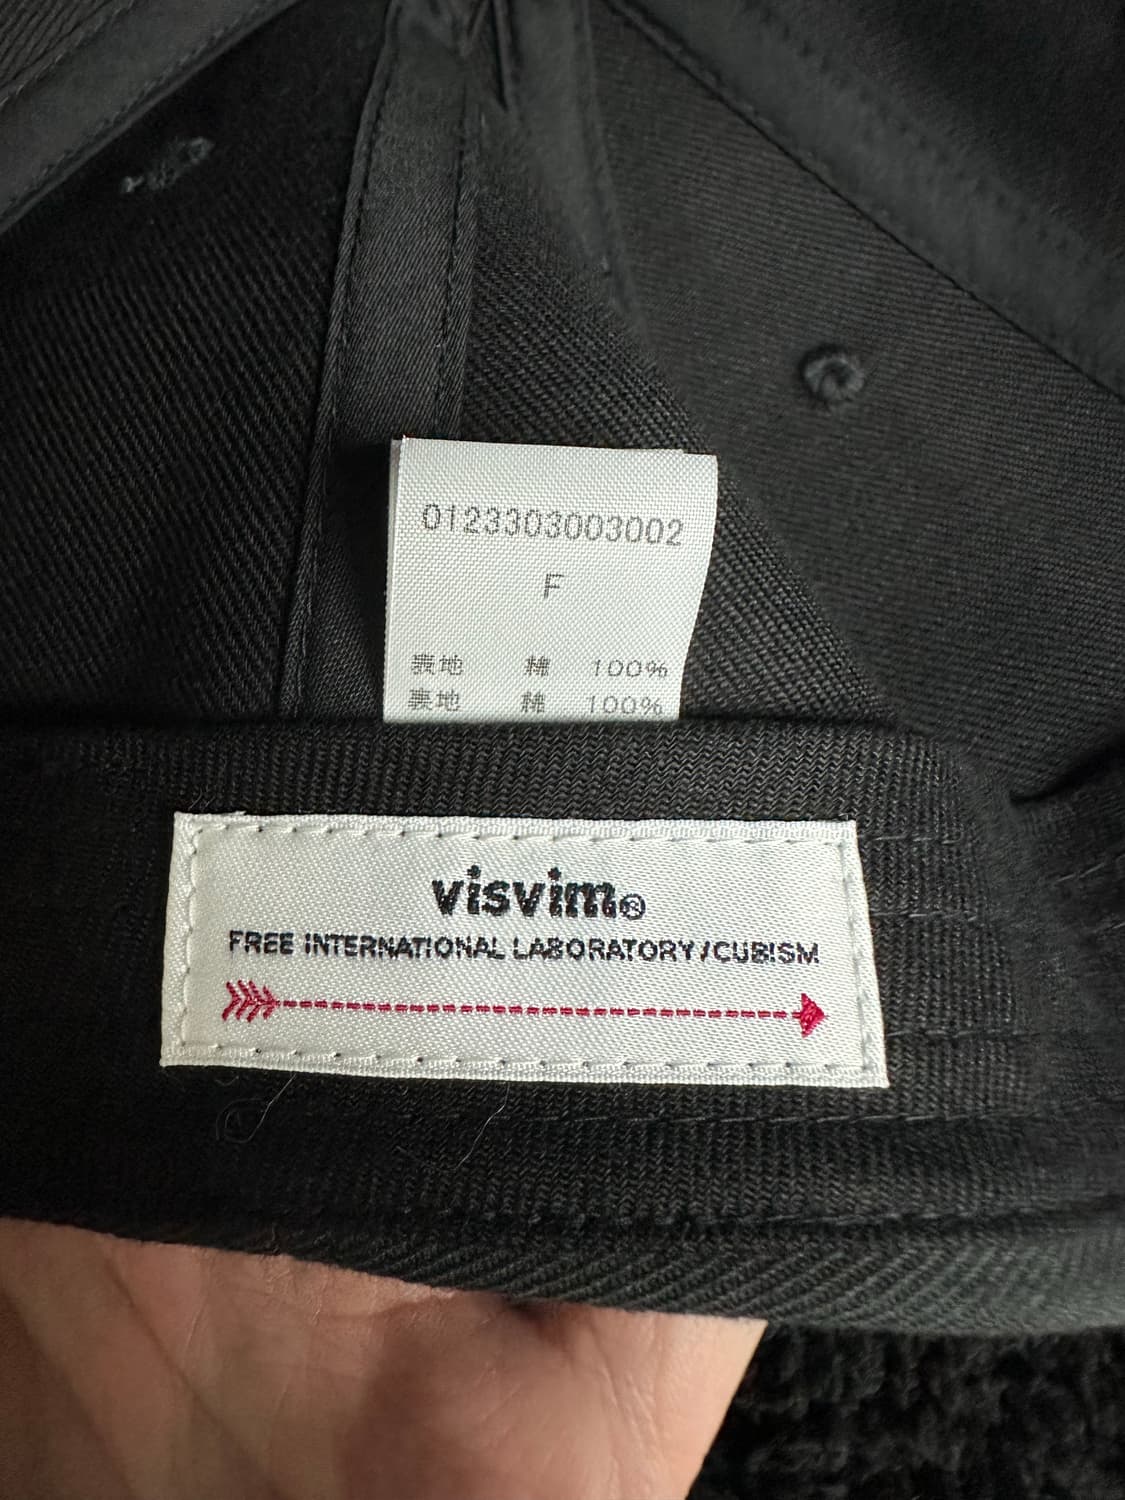 0123303003002
F
表地 綿 100%
裏地 綿 100%
visvim®
FREE INTERNATIONAL LABORATORY/CUBISM